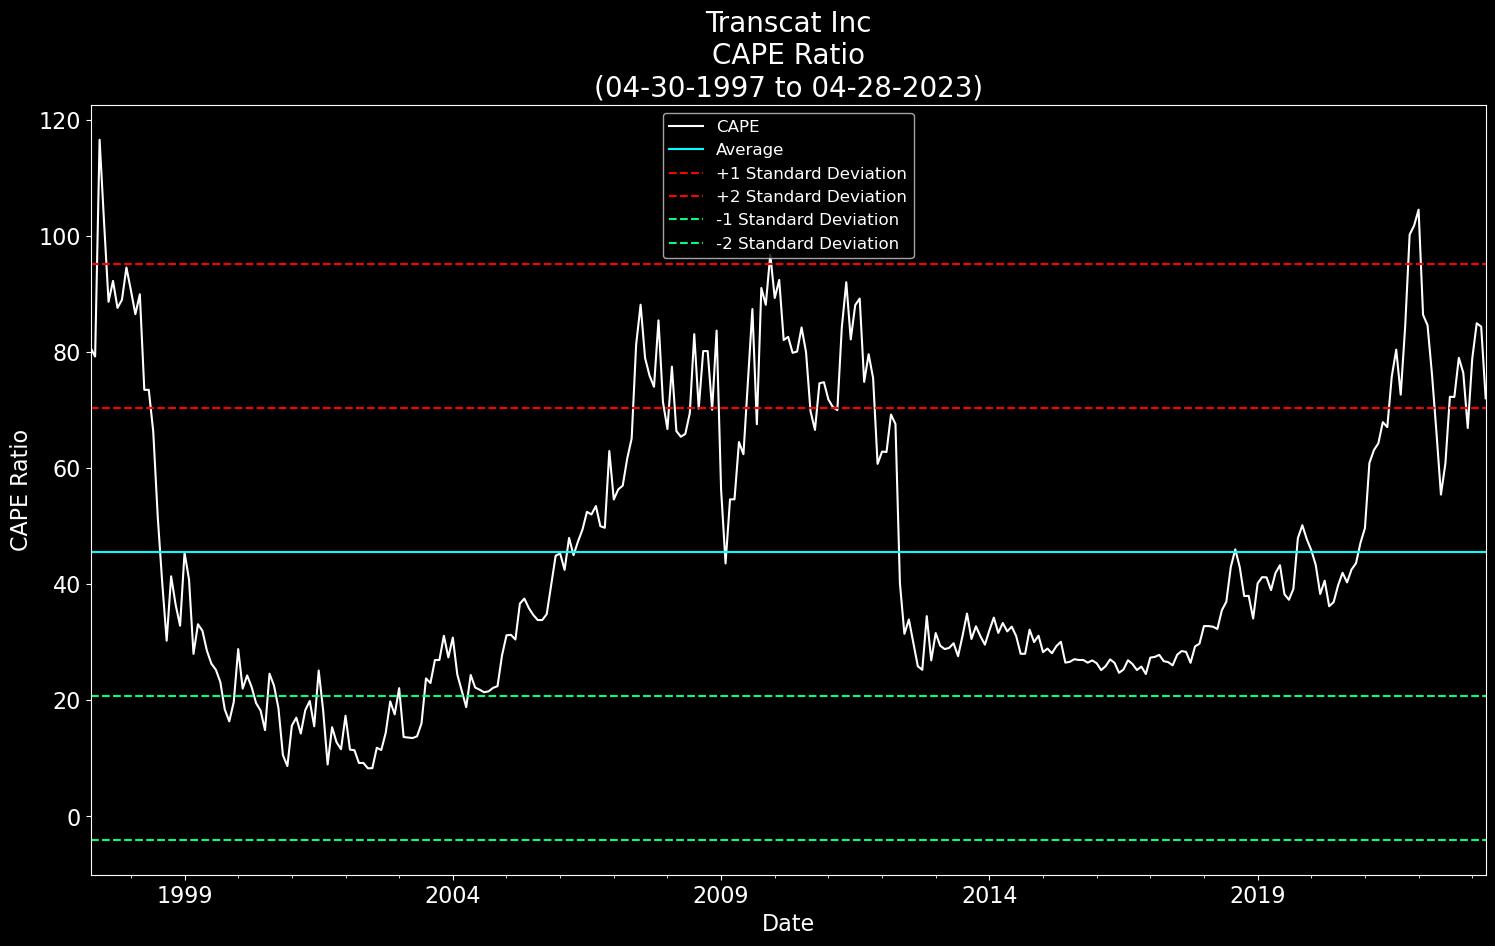 Transcat Inc
CAPE Ratio
(04-30-1997 to 04-28-2023)
CAPE
Average
+1 Standard Deviation
+2 Standard Deviation
-1 Standard Deviation
-2 Standard Deviation
120
100
80
60
40
20
0
CAPE Ratio
1999 2004 2009 2014 2019
Date